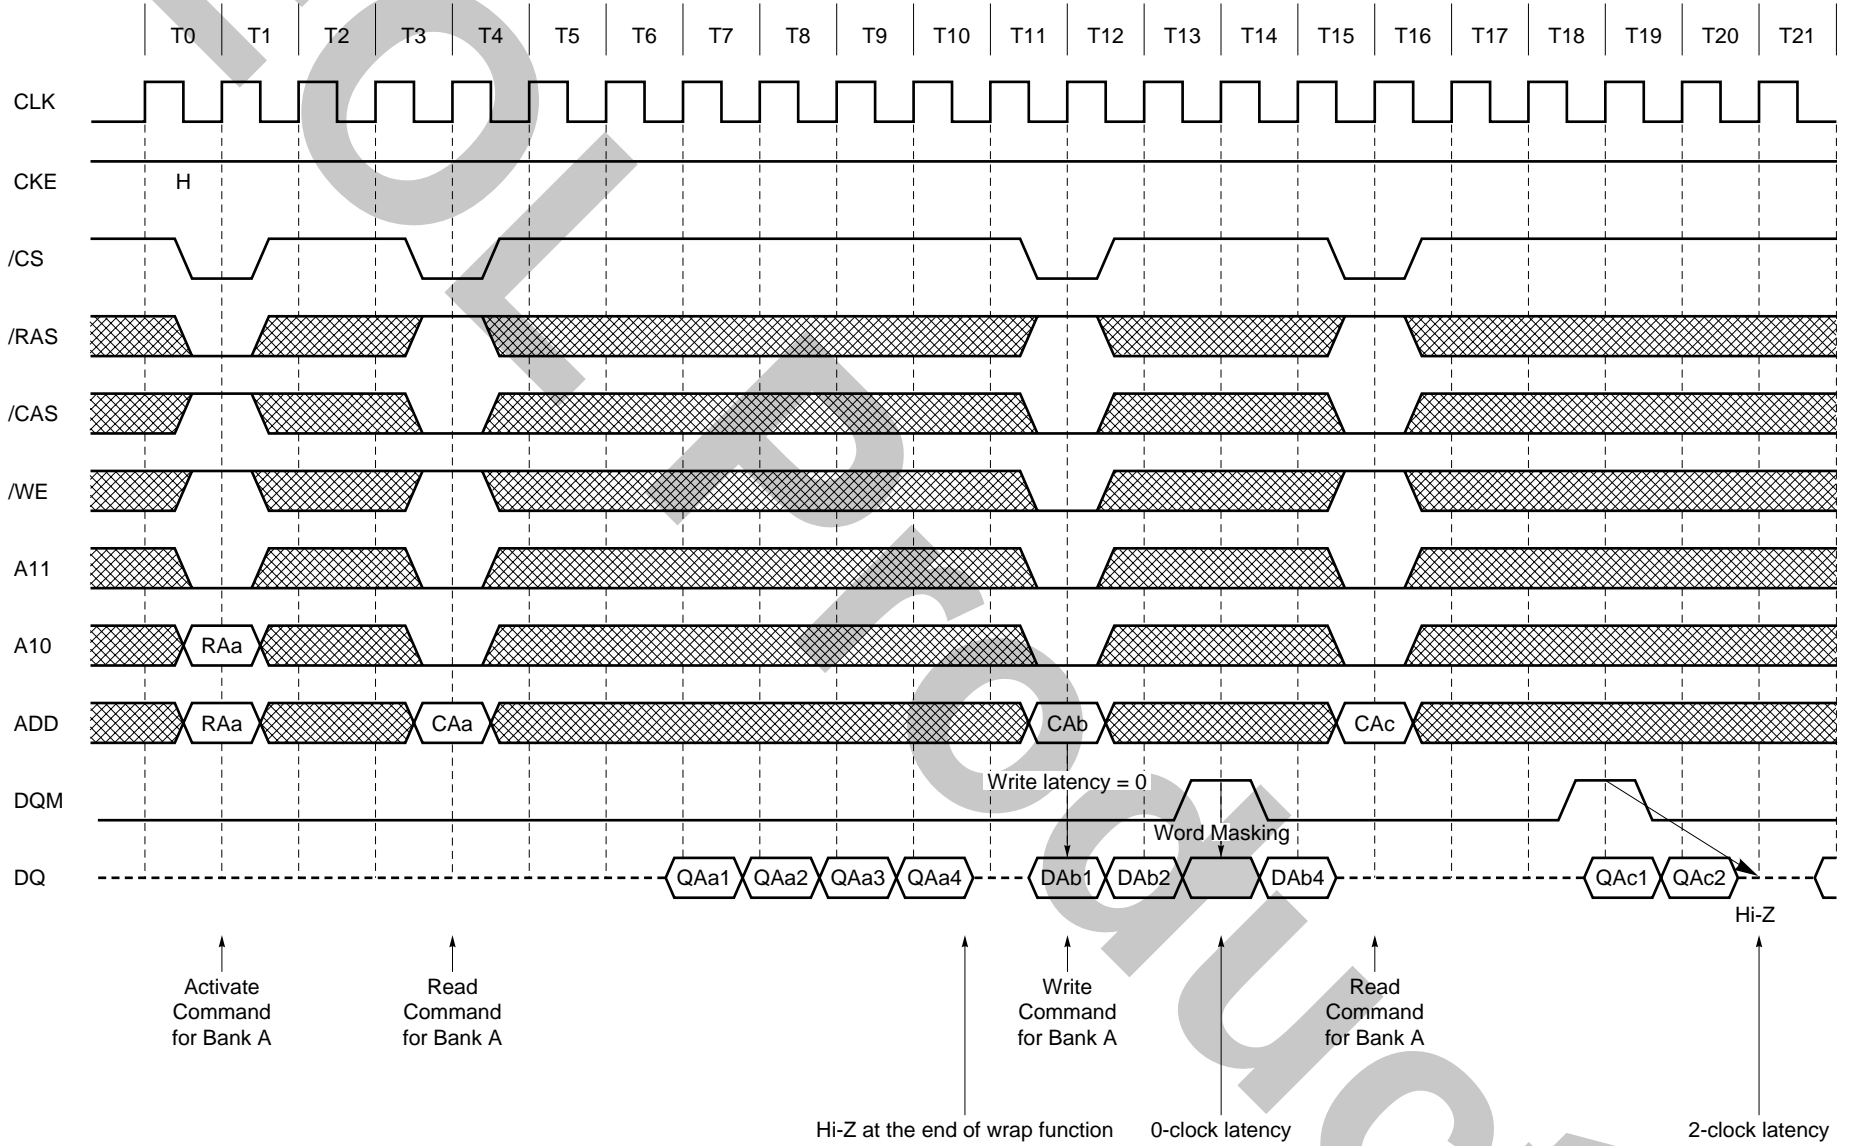 T0 T1 T2 T3 T4 T5 T6 T7 T8 T9 T10 T11 T12 T13 T14 T15 T16 T17 T18 T19 T20 T21
CLK
CKE H
/CS
/RAS
/CAS
/WE
A11
A10 RAa
ADD RAa CAa CAb CAc
Write latency = 0
DQM
Word Masking
DQ QAa1 QAa2 QAa3 QAa4 DAb1 DAb2 DAb4 QAc1 QAc2
Hi-Z
Activate
Command
for Bank A
Read
Command
for Bank A
Write
Command
for Bank A
Read
Command
for Bank A
Hi-Z at the end of wrap function
0-clock latency
2-clock latency
OL Produc